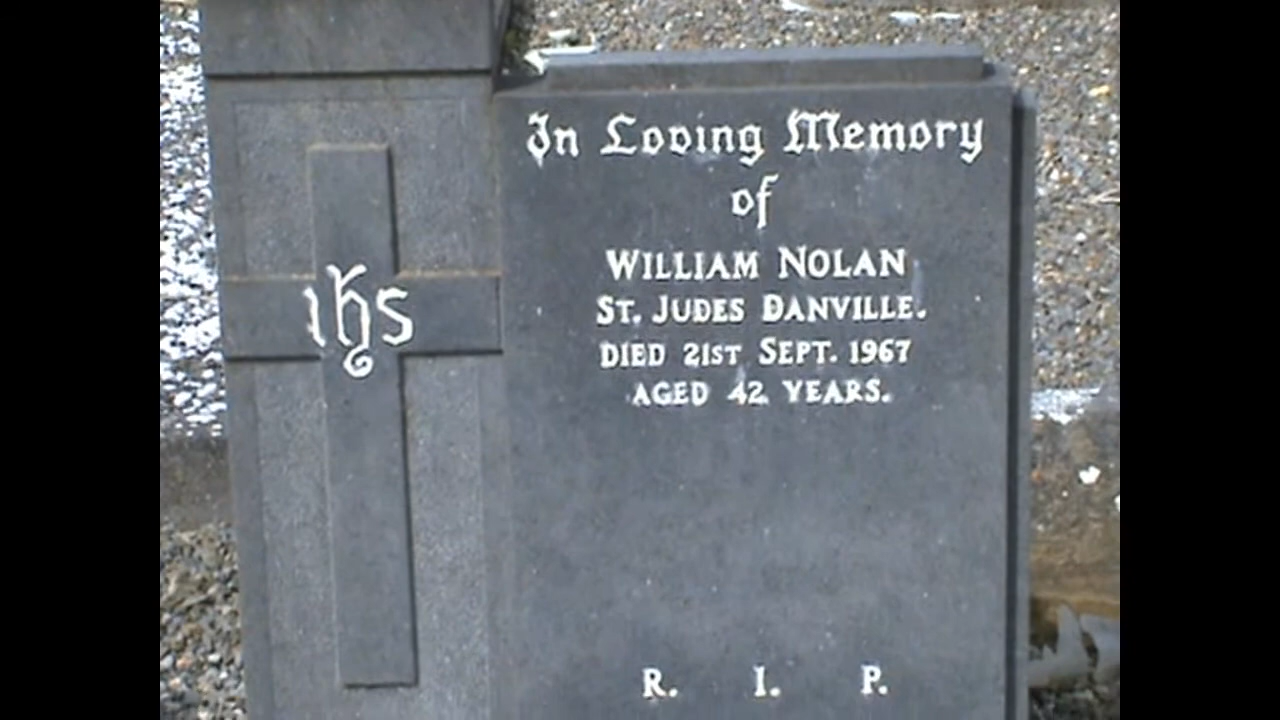 IHS
In Loving Memory
of
WILLIAM NOLAN
ST. JUDES DANVILLE.
DIED 21ST SEPT. 1967
AGED 42 YEARS.
R. I. P.